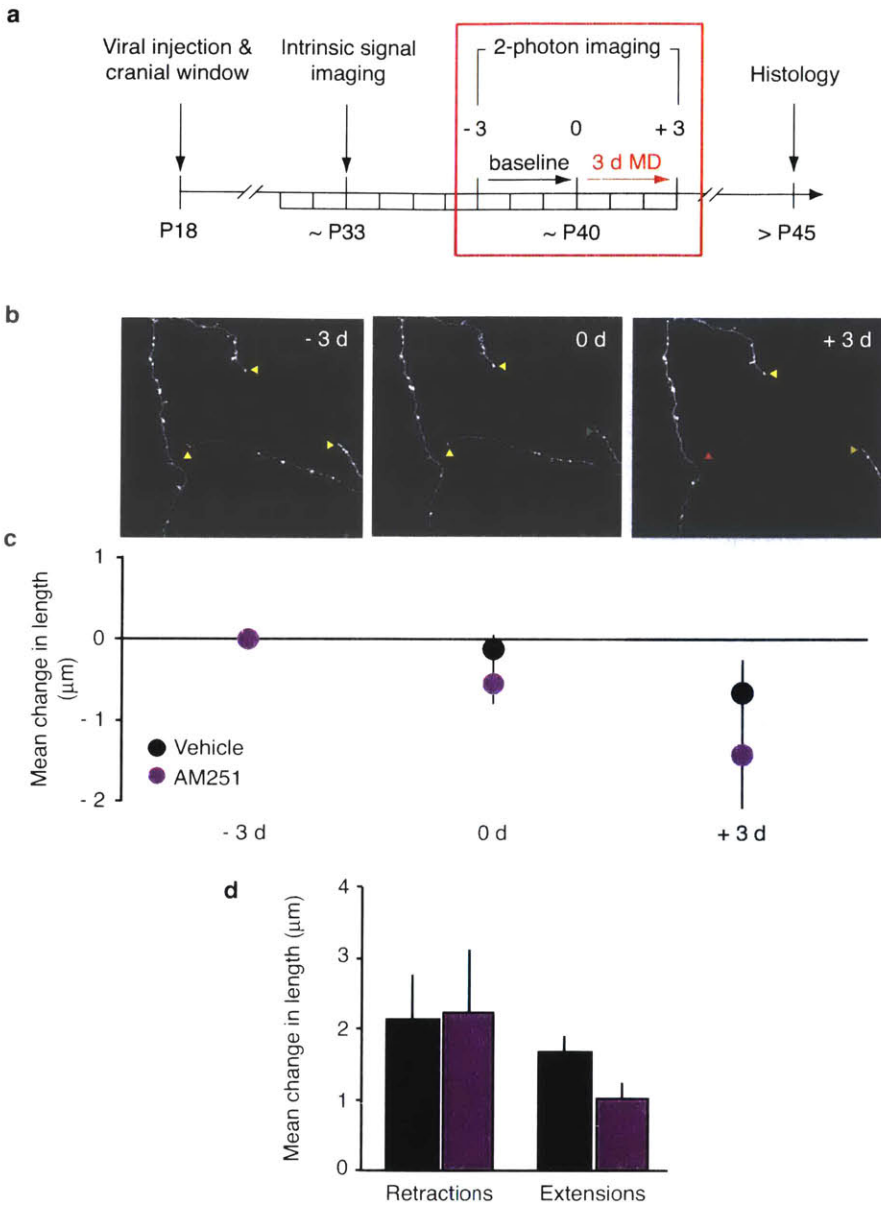 a
Viral injection &
cranial window
Intrinsic signal
imaging
2-photon imaging
Histology
- 3
0
+ 3
baseline
3 d MD
P18
~ P33
~ P40
> P45
b
- 3 d
0 d
+ 3 d
c
Mean change in length
(μm)
1
0
- 1
- 2
Vehicle
AM251
- 3 d
0 d
+ 3 d
d
Mean change in length (μm)
4
3
2
1
0
Retractions
Extensions